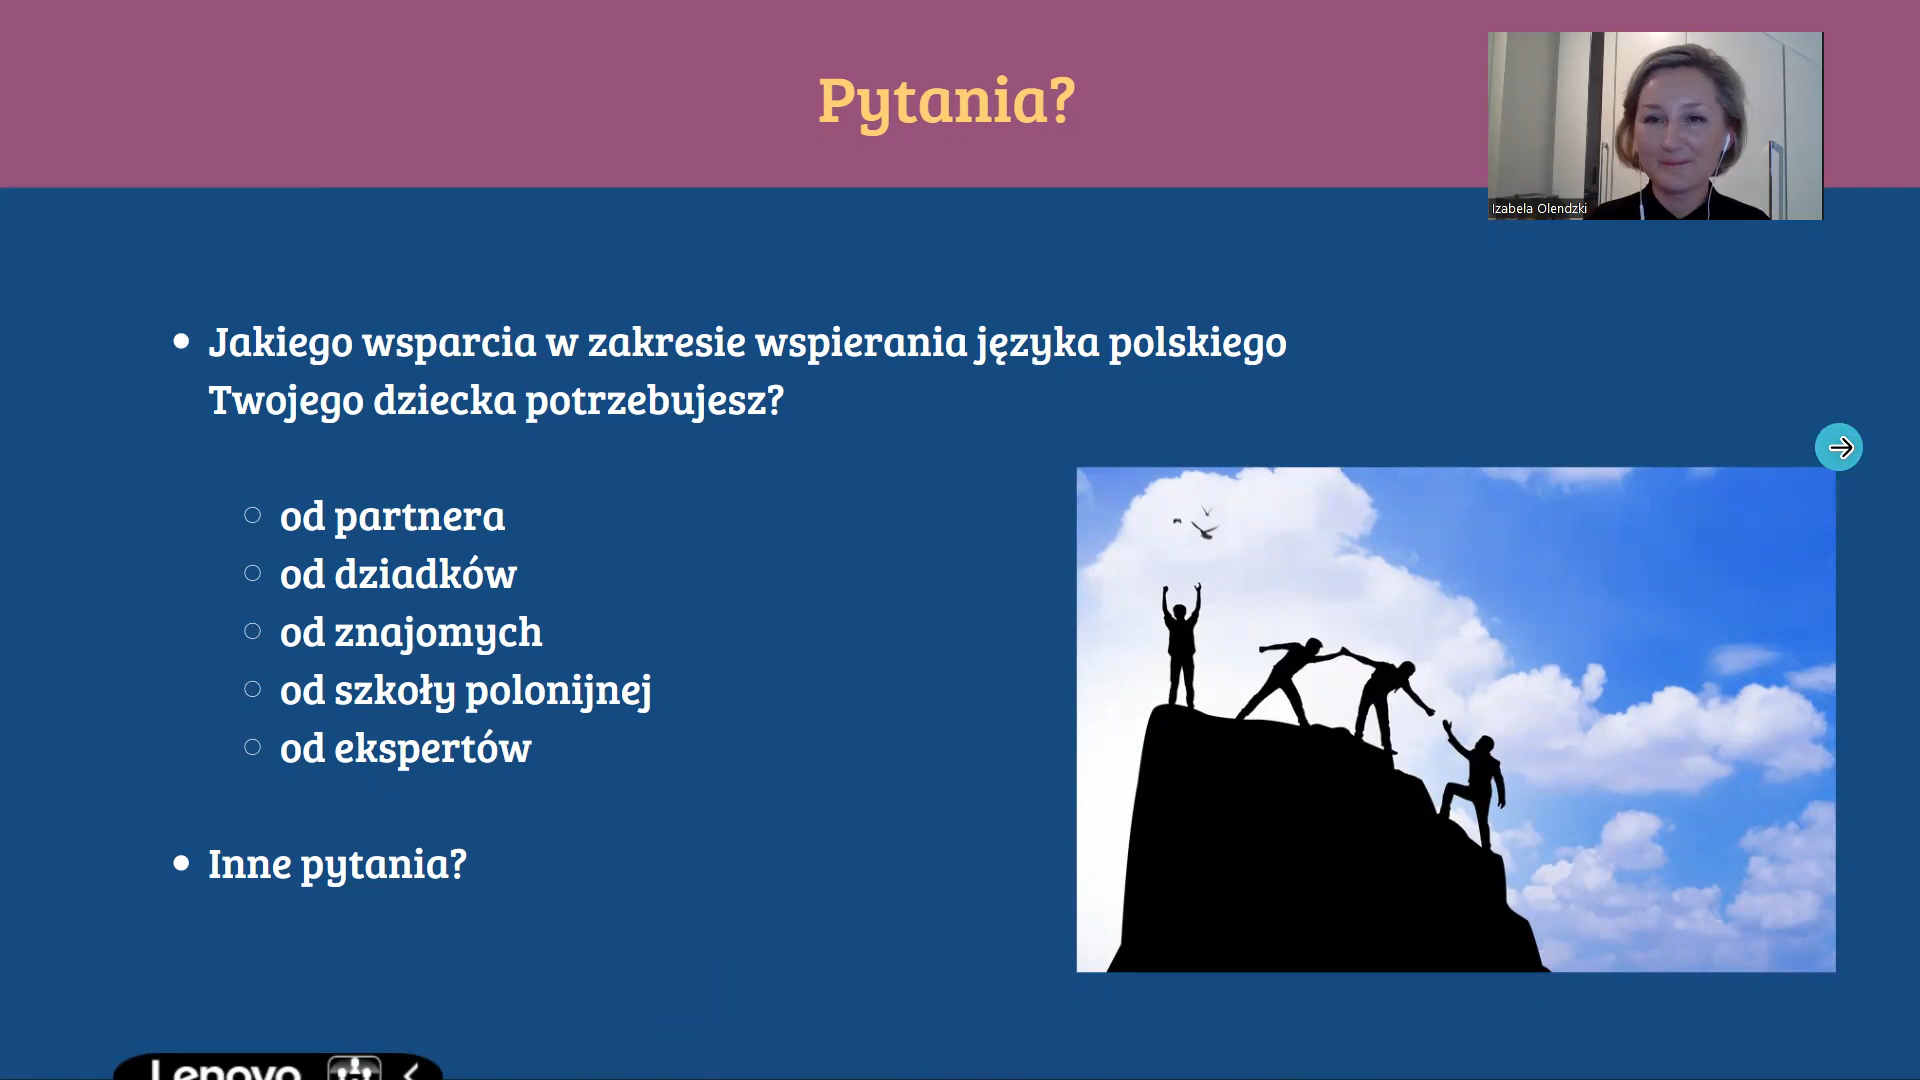 Pytania?
Izabela Olendzki
Jakiego wsparcia w zakresie wspierania języka polskiego
Twojego dziecka potrzebujesz?
od partnera
od dziadków
od znajomych
od szkoły polonijnej
od ekspertów
Inne pytania?
Lenovo